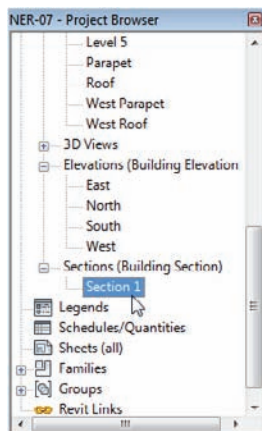 NER-07 - Project Browser
Level 5
Parapet
Roof
West Parapet
West Roof
3D Views
Elevations (Building Elevation
East
North
South
West
Sections (Building Section)
Section 1
Legends
Schedules/Quantities
Sheets (all)
Families
Groups
Revit Links